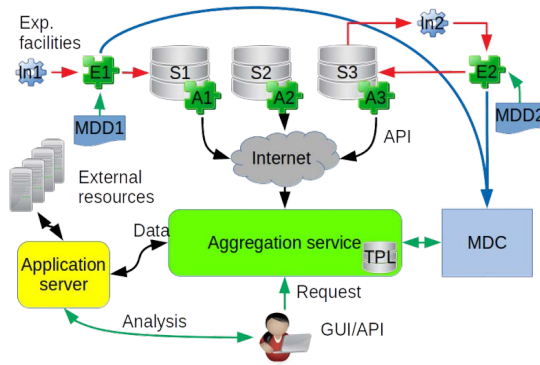 Exp.
facilities
In2
In1
E1
S1
S2
S3
E2
A1
A2
A3
MDD1
MDD2
API
Internet
External
resources
Data
Aggregation service
TPL
MDC
Application
server
Request
Analysis
GUI/API